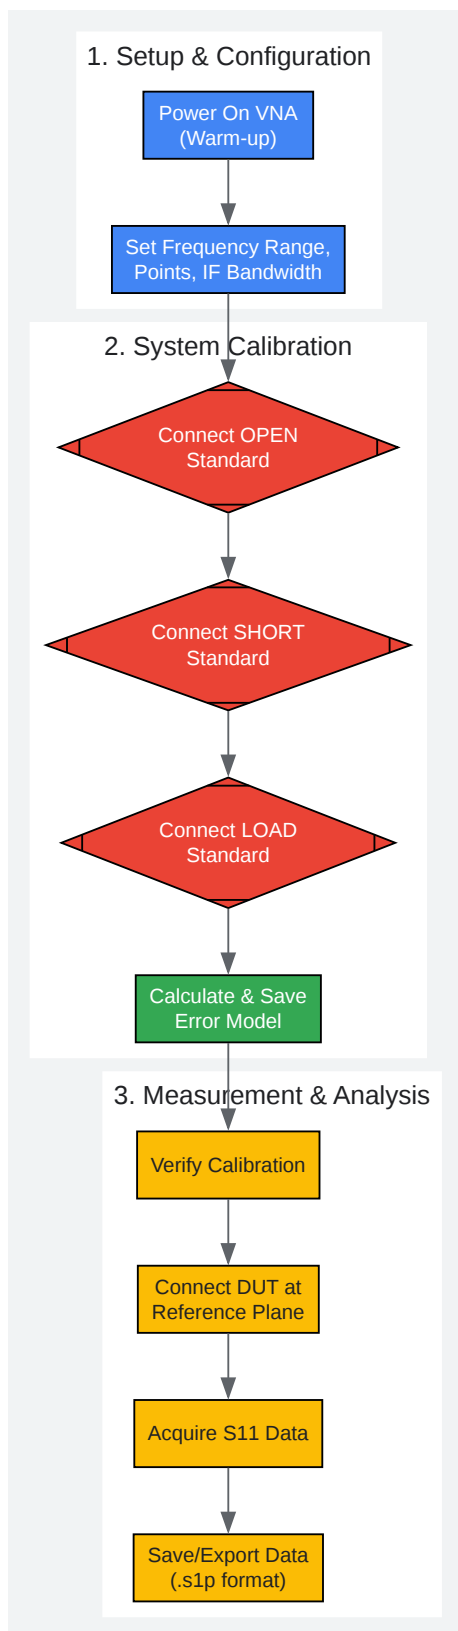 1. Setup & Configuration
Power On VNA
(Warm-up)
Set Frequency Range,
Points, IF Bandwidth
2. System Calibration
Connect OPEN
Standard
Connect SHORT
Standard
Connect LOAD
Standard
Calculate & Save
Error Model
3. Measurement & Analysis
Verify Calibration
Connect DUT at
Reference Plane
Acquire S11 Data
Save/Export Data
(.s1p format)